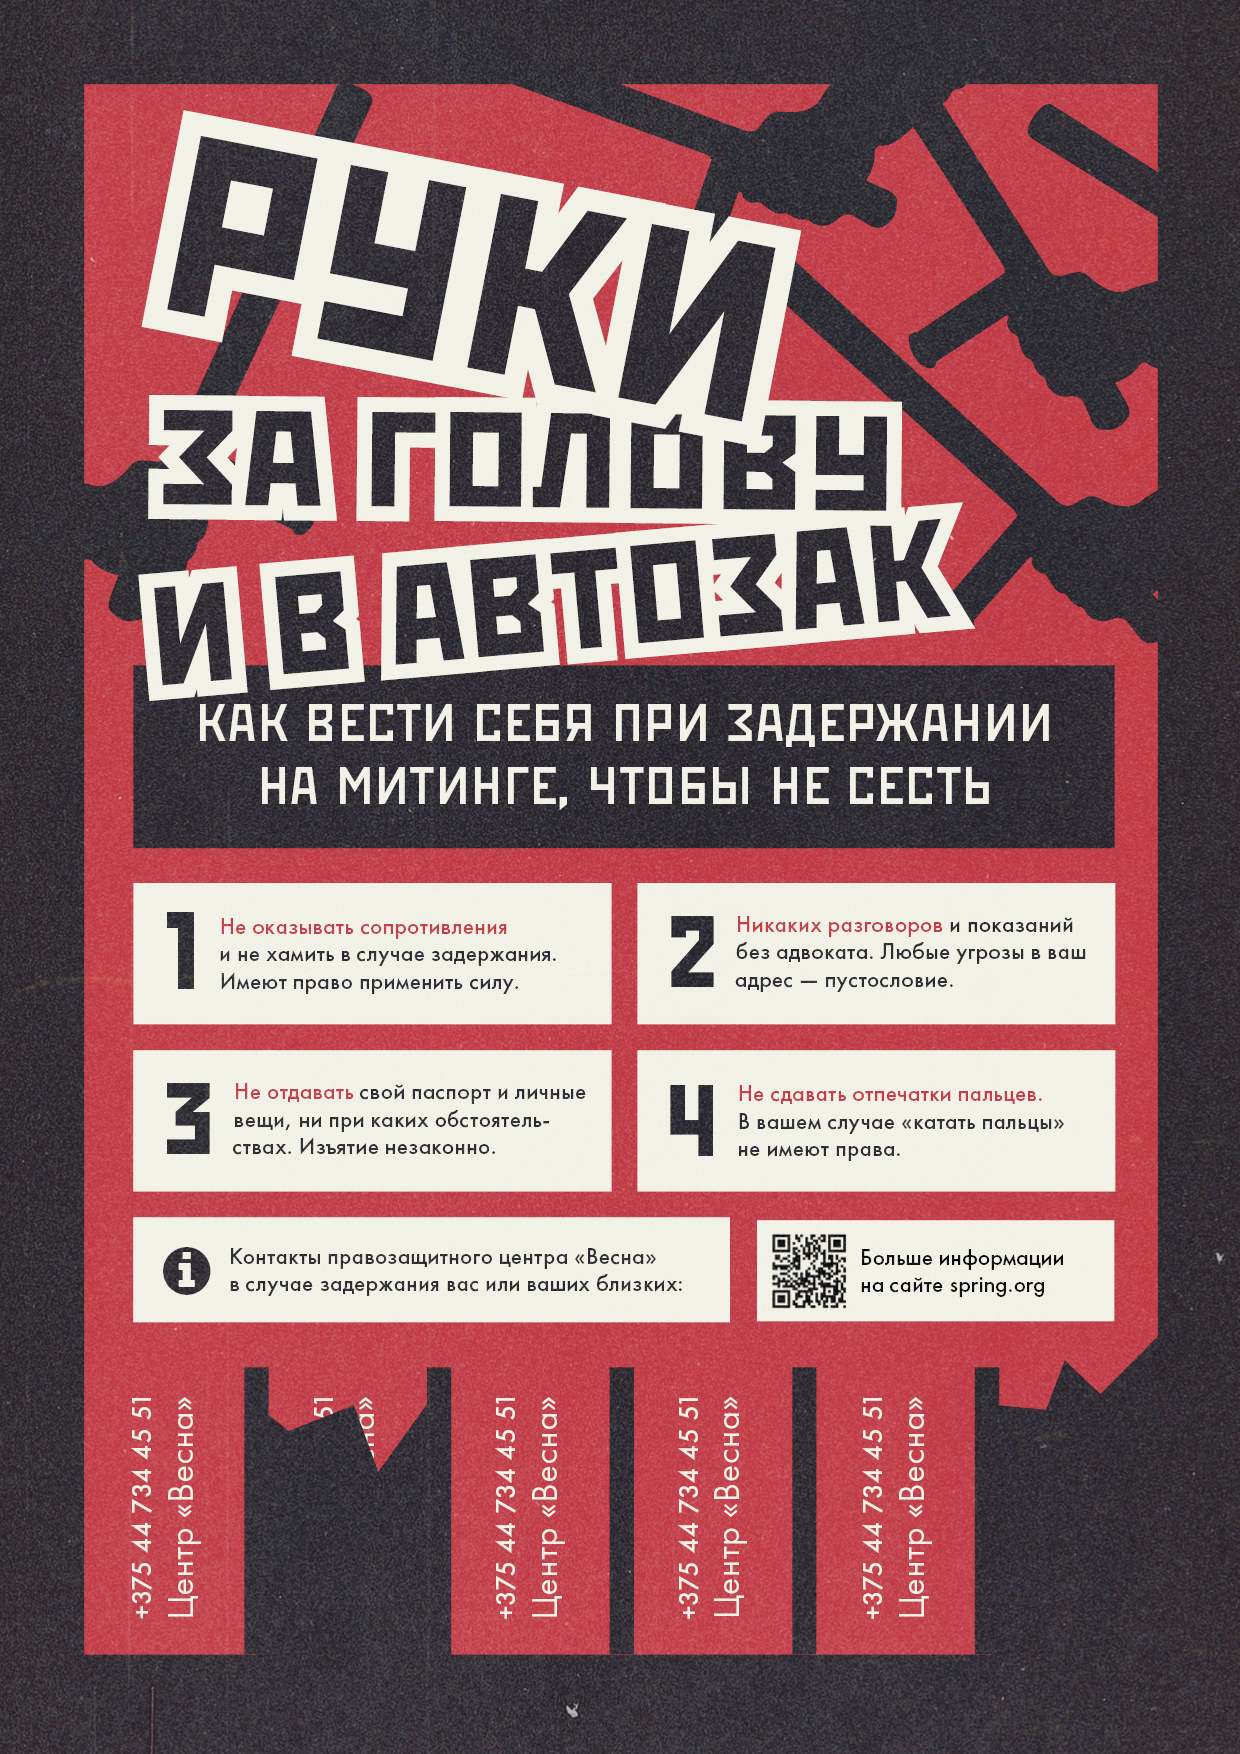 РУКИ
ЗА ГОЛОВУ
И В АВТОЗАК
КАК ВЕСТИ СЕБЯ ПРИ ЗАДЕРЖАНИИ
НА МИТИНГЕ, ЧТОБЫ НЕ СЕСТЬ
1
Не оказывать сопротивления
и не хамить в случае задержания.
Имеют право применить силу.
2
Никаких разговоров и показаний
без адвоката. Любые угрозы в ваш
адрес — пустословие.
3
Не отдавать свой паспорт и личные
вещи, ни при каких обстоятель-
ствах. Изъятие незаконно.
4
Не сдавать отпечатки пальцев.
В вашем случае «катать пальцы»
не имеют права.
i
Контакты правозащитного центра «Весна»
в случае задержания вас или ваших близких:
Больше информации
на сайте spring.org
+375 44 734 45 51
Центр «Весна»
51
на»
+375 44 734 45 51
Центр «Весна»
+375 44 734 45 51
Центр «Весна»
+375 44 734 45 51
Центр «Весна»